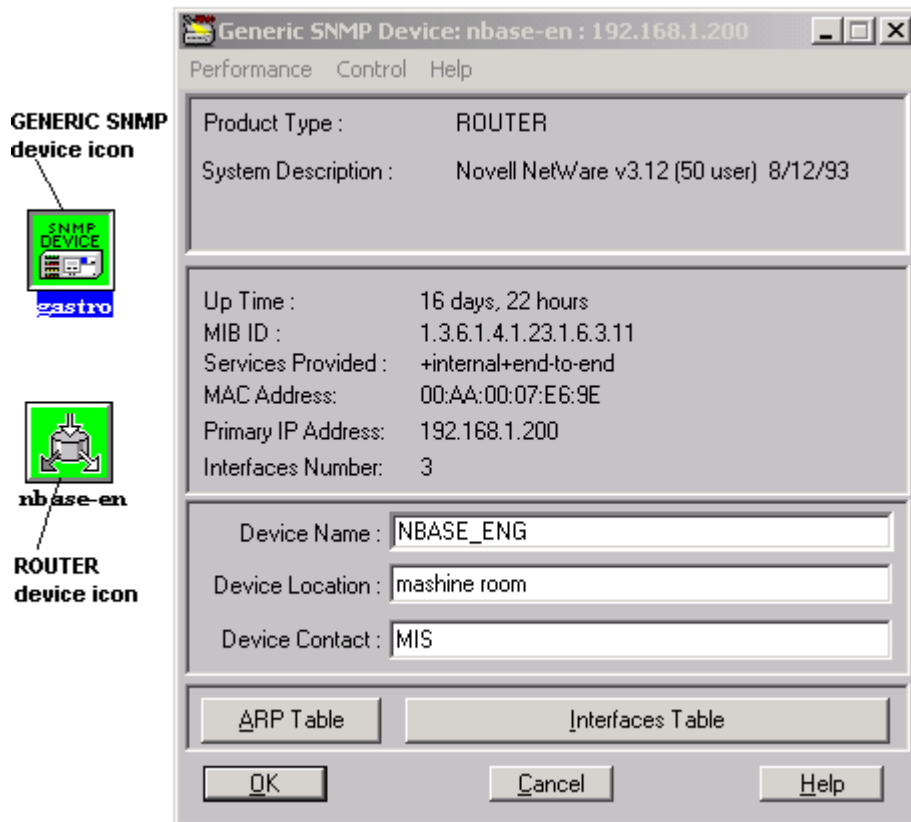 Generic SNMP Device: nbase-en : 192.168.1.200
Performance Control Help
GENERIC SNMP
device icon
SNMP
DEVICE
gastro
nbase-en
ROUTER
device icon
Product Type : ROUTER
System Description : Novell NetWare v3.12 (50 user) 8/12/93
Up Time : 16 days, 22 hours
MIB ID : 1.3.6.1.4.1.23.1.6.3.11
Services Provided : +internal+end-to-end
MAC Address: 00:AA:00:07:E6:9E
Primary IP Address: 192.168.1.200
Interfaces Number: 3
Device Name : NBASE_ENG
Device Location : mashine room
Device Contact : MIS
ARP Table Interfaces Table
OK Cancel Help